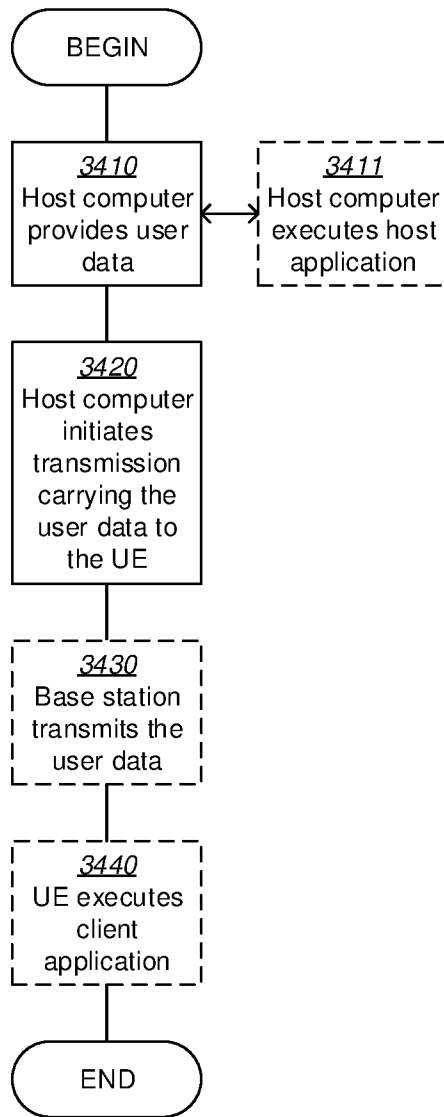 BEGIN
3410
Host computer
provides user
data
3411
Host computer
executes host
application
3420
Host computer
initiates
transmission
carrying the
user data to
the UE
3430
Base station
transmits the
user data
3440
UE executes
client
application
END